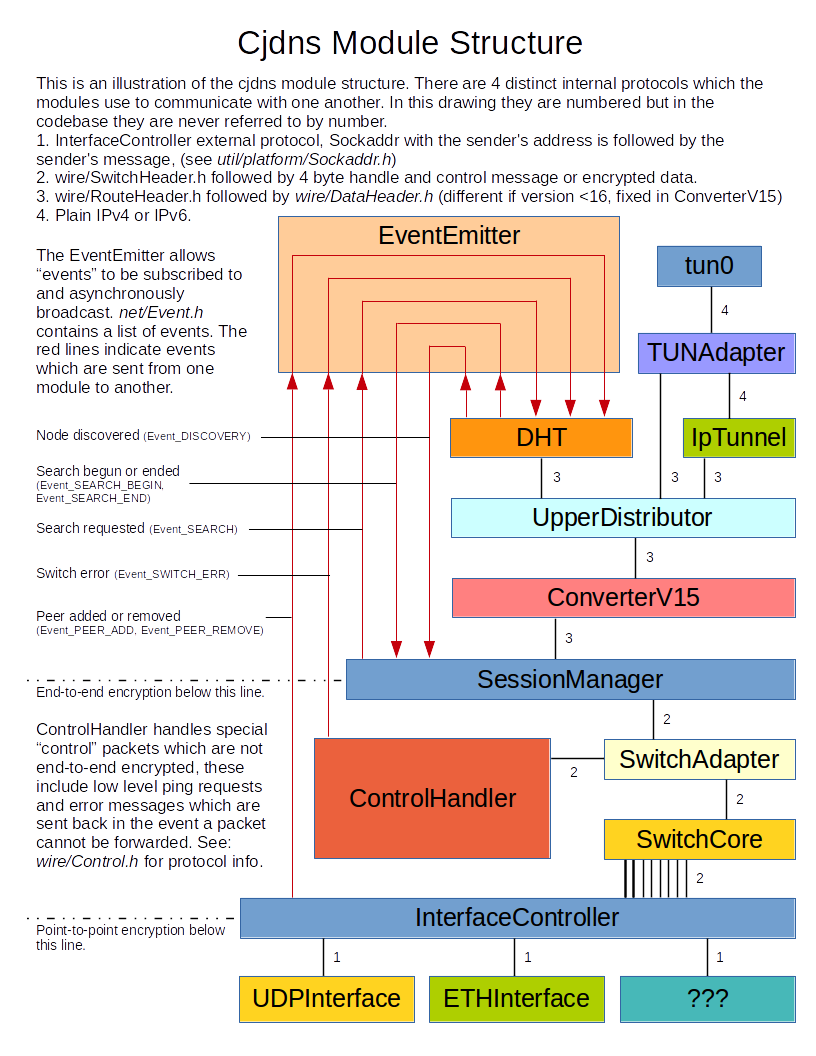 Cjdns Module Structure
This is an illustration of the cjdns module structure. There are 4 distinct internal protocols which the
modules use to communicate with one another. In this drawing they are numbered but in the
codebase they are never referred to by number.
1. InterfaceController external protocol, Sockaddr with the sender's address is followed by the
sender's message, (see util/platform/Sockaddr.h)
2. wire/SwitchHeader.h followed by 4 byte handle and control message or encrypted data.
3. wire/RouteHeader.h followed by wire/DataHeader.h (different if version <16, fixed in ConverterV15)
4. Plain IPv4 or IPv6.
The EventEmitter allows
“events” to be subscribed to
and asynchronously
broadcast. net/Event.h
contains a list of events. The
red lines indicate events
which are sent from one
module to another.
EventEmitter
tun0
4
TUNAdapter
4
Node discovered (Event_DISCOVERY)
DHT
IpTunnel
Search begun or ended
(Event_SEARCH_BEGIN,
Event_SEARCH_END)
3
3
3
Search requested (Event_SEARCH)
UpperDistributor
3
Switch error (Event_SWITCH_ERR)
ConverterV15
Peer added or removed
(Event_PEER_ADD, Event_PEER_REMOVE)
3
SessionManager
End-to-end encryption below this line.
2
ControlHandler handles special
“control” packets which are not
end-to-end encrypted, these
include low level ping requests
and error messages which are
sent back in the event a packet
cannot be forwarded. See:
wire/Control.h for protocol info.
ControlHandler
2
SwitchAdapter
2
SwitchCore
2
InterfaceController
Point-to-point encryption below
this line.
1
1
1
UDPInterface
ETHInterface
???